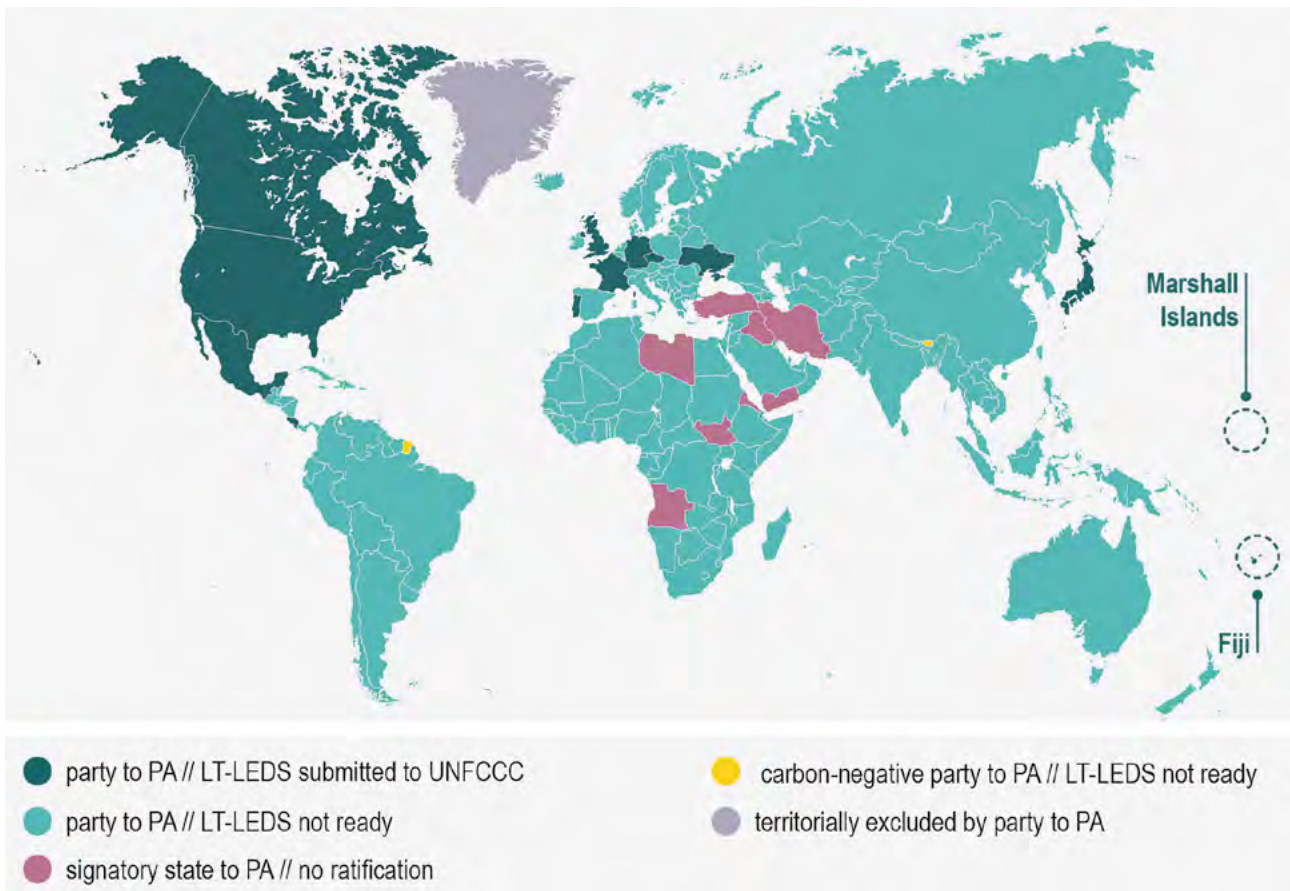 Marshall
Islands
Fiji
party to PA // LT-LEDS submitted to UNFCCC
party to PA // LT-LEDS not ready
signatory state to PA // no ratification
carbon-negative party to PA // LT-LEDS not ready
territorially excluded by party to PA